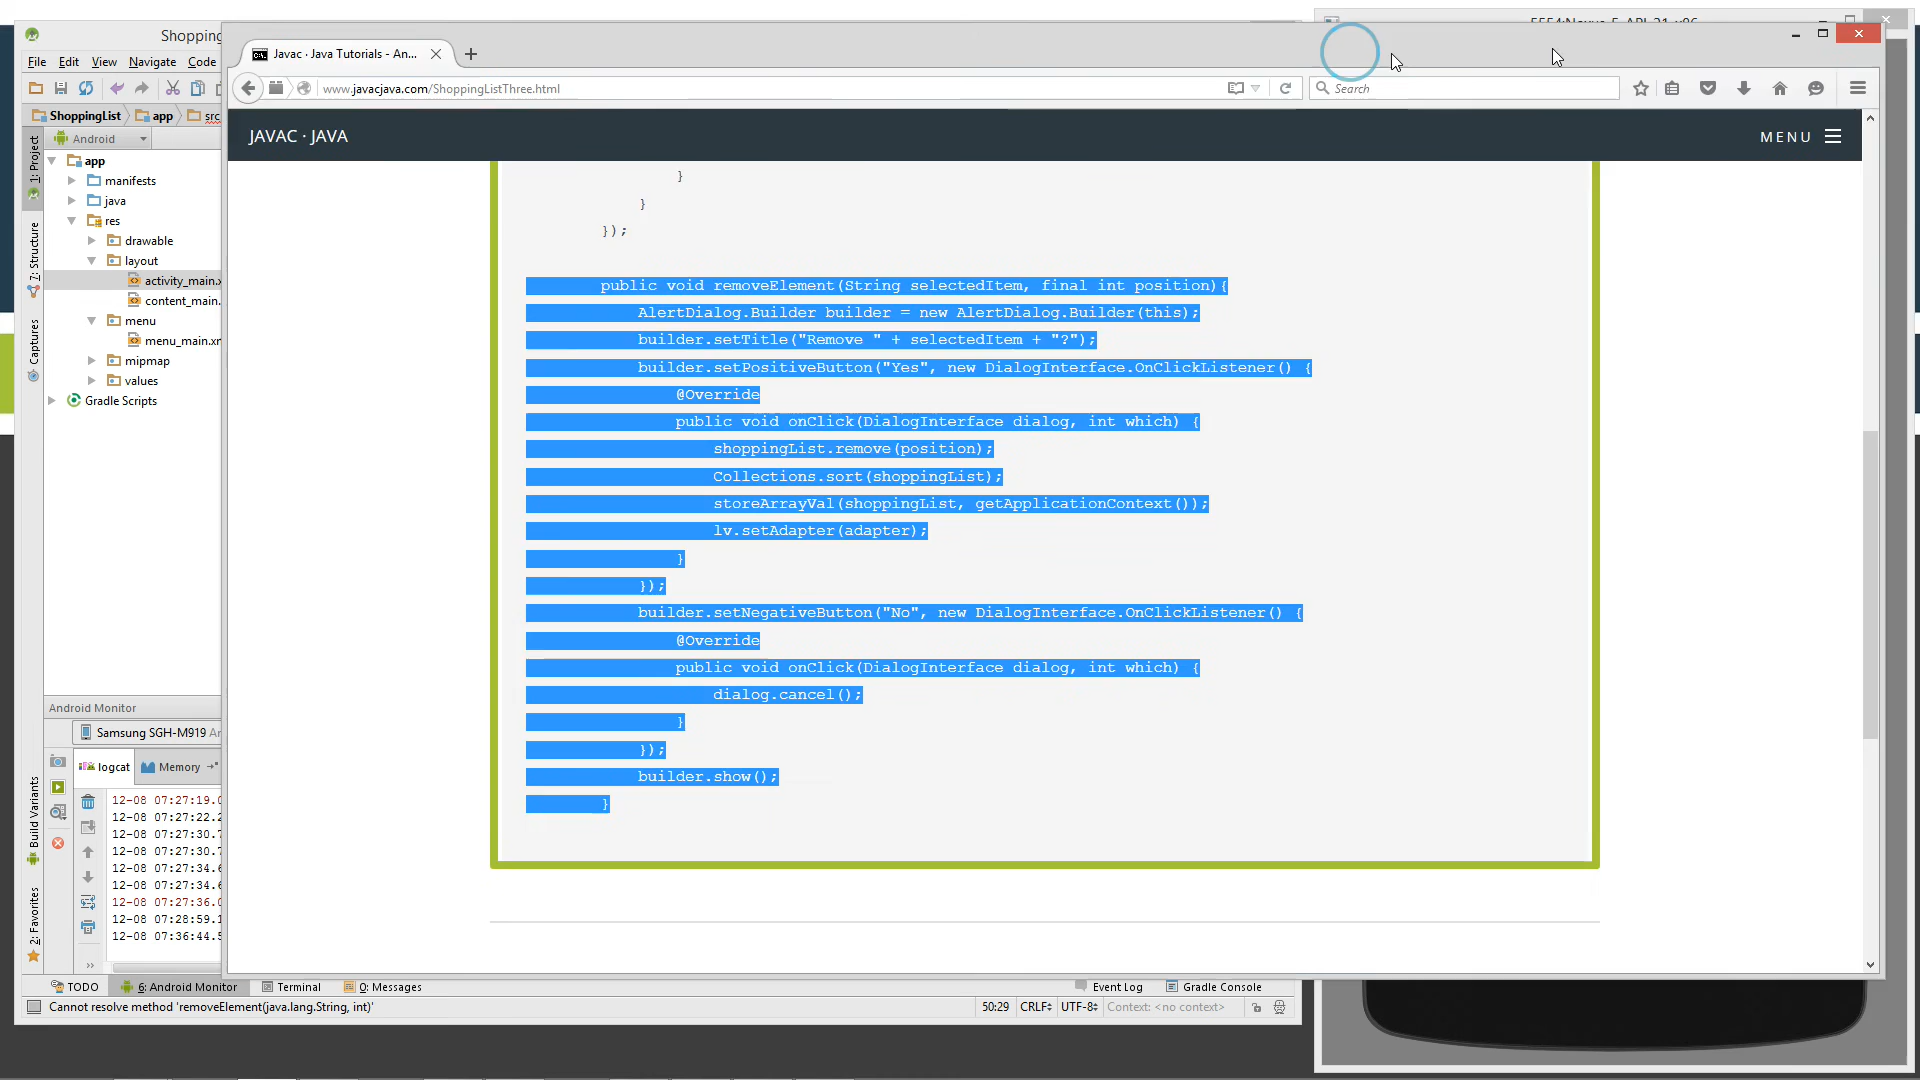 5554:Nexus_5_API_21_x86
Shopping
Javac · Java Tutorials - An...
File Edit View Navigate Code
www.javacjava.com/ShoppingListThree.html
Search
ShoppingList app src
JAVAC · JAVA
MENU
Android
1: Project
app
manifests
java
res
drawable
layout
activity_main.x
content_main.
menu
menu_main.xm
mipmap
values
Gradle Scripts
7: Structure
Captures
}
}
});
public void removeElement(String selectedItem, final int position){
AlertDialog.Builder builder = new AlertDialog.Builder(this);
builder.setTitle("Remove " + selectedItem + "?");
builder.setPositiveButton("Yes", new DialogInterface.OnClickListener() {
@Override
public void onClick(DialogInterface dialog, int which) {
shoppingList.remove(position);
Collections.sort(shoppingList);
storeArrayVal(shoppingList, getApplicationContext());
lv.setAdapter(adapter);
}
});
builder.setNegativeButton("No", new DialogInterface.OnClickListener() {
@Override
public void onClick(DialogInterface dialog, int which) {
dialog.cancel();
}
});
builder.show();
}
Android Monitor
Samsung SGH-M919 An
logcat Memory
Build Variants
2: Favorites
12-08 07:27:19.0
12-08 07:27:22.2
12-08 07:27:30.7
12-08 07:27:30.7
12-08 07:27:34.6
12-08 07:27:34.6
12-08 07:27:36.0
12-08 07:28:59.1
12-08 07:36:44.5
TODO 6: Android Monitor Terminal 0: Messages Event Log Gradle Console
Cannot resolve method 'removeElement(java.lang.String, int)' 50:29 CRLF UTF-8 Context: <no context>